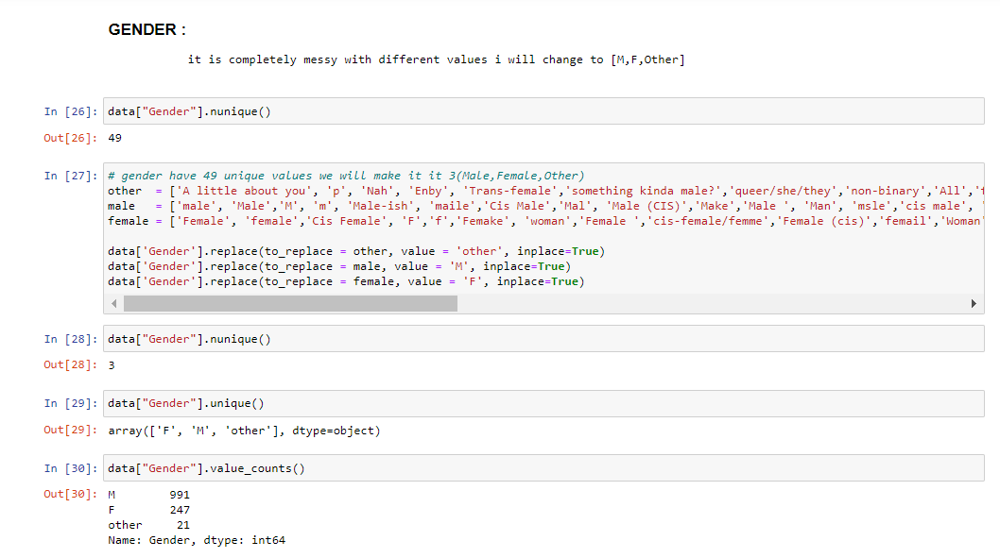 GENDER :
it is completely messy with different values i will change to [M,F,Other]
In [26]: data["Gender"].nunique()
Out[26]: 49
In [27]: # gender have 49 unique values we will make it it 3(Male,Female,Other)
other  = ['A little about you', 'p', 'Nah', 'Enby', 'Trans-female','something kinda male?','queer/she/they','non-binary','All','
male   = ['male', 'Male','M', 'm', 'Male-ish', 'maile','Cis Male','Mal', 'Male (CIS)','Make','Male ', 'Man', 'msle','cis male', '
female = ['Female', 'female','Cis Female', 'F','f','Femake', 'woman','Female ','cis-female/femme','Female (cis)','femail','Woman'
data['Gender'].replace(to_replace = other, value = 'other', inplace=True)
data['Gender'].replace(to_replace = male, value = 'M', inplace=True)
data['Gender'].replace(to_replace = female, value = 'F', inplace=True)
In [28]: data["Gender"].nunique()
Out[28]: 3
In [29]: data["Gender"].unique()
Out[29]: array(['F', 'M', 'other'], dtype=object)
In [30]: data["Gender"].value_counts()
Out[30]: M        991
F        247
other     21
Name: Gender, dtype: int64